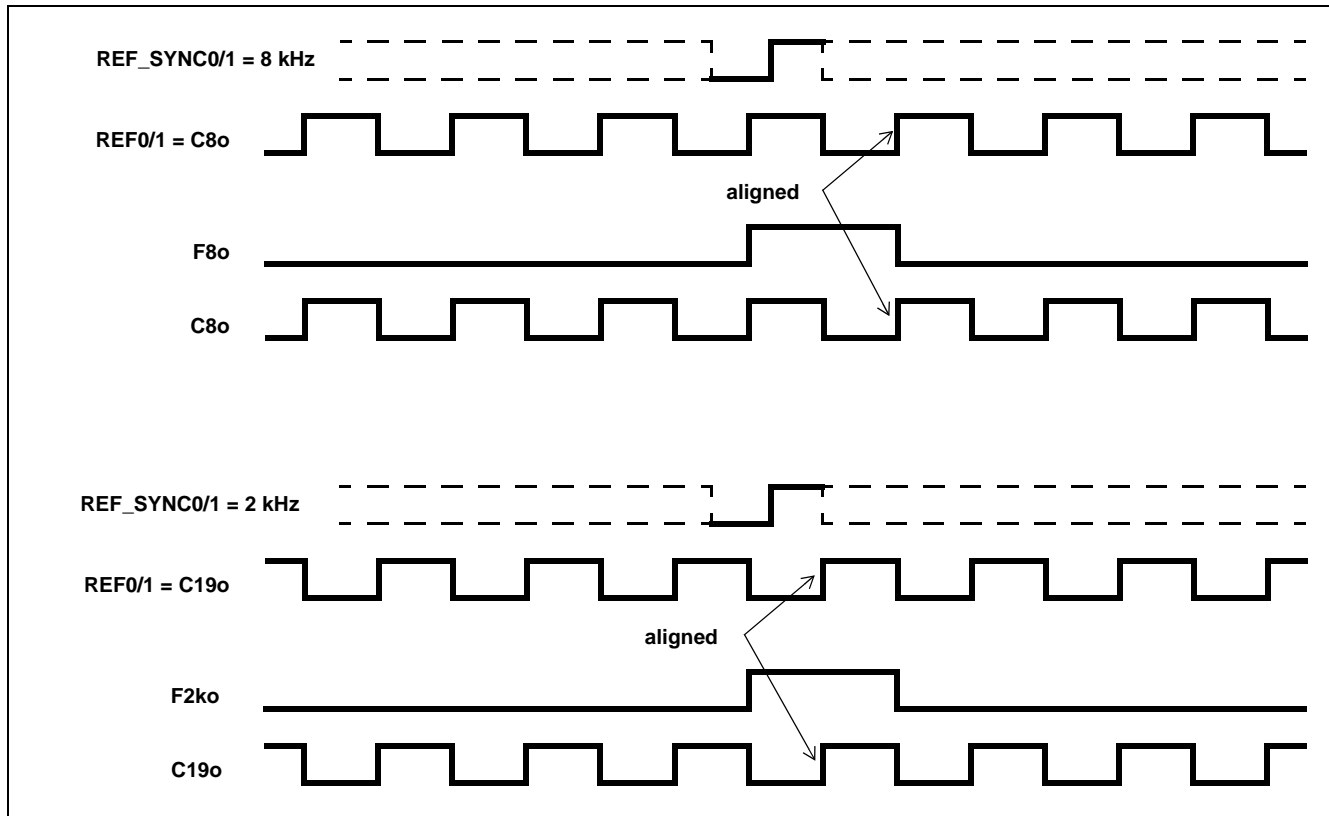 REF_SYNC0/1 = 8 kHz
REF0/1 = C8o
aligned
F8o
C8o
REF_SYNC0/1 = 2 kHz
REF0/1 = C19o
aligned
F2ko
C19o